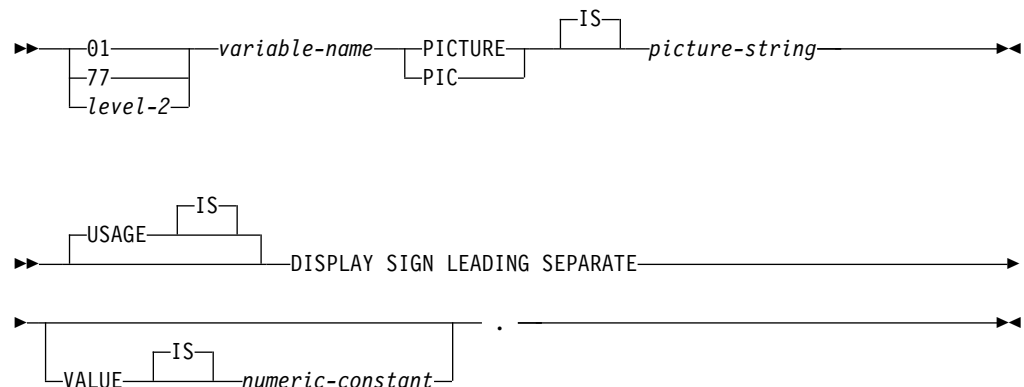 IS
01 variable-name PICTURE picture-string
77 PIC
level-2
IS
USAGE
DISPLAY SIGN LEADING SEPARATE
.
IS
VALUE numeric-constant